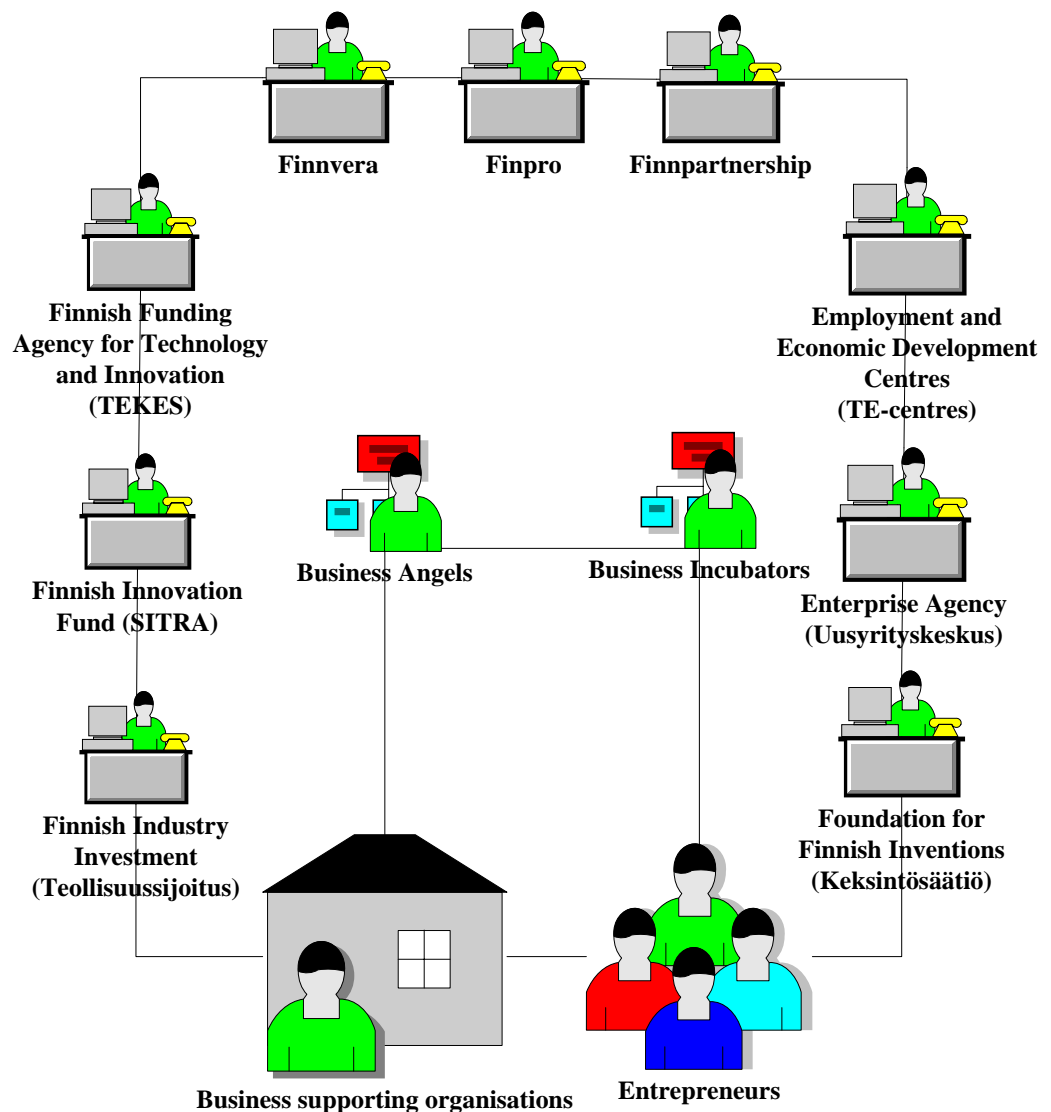 Finnvera
Finpro
Finnpartnership
Finnish Funding
Agency for Technology
and Innovation
(TEKES)
Employment and
Economic Development
Centres
(TE-centres)
Business Angels
Business Incubators
Finnish Innovation
Fund (SITRA)
Enterprise Agency
(Uusyrityskeskus)
Finnish Industry
Investment
(Teollisuussijoitus)
Foundation for
Finnish Inventions
(Keksintösäätiö)
Business supporting organisations
Entrepreneurs